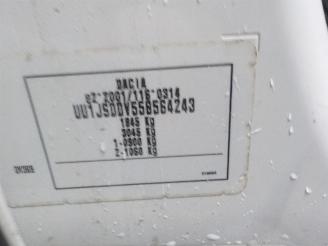 DACIA
e2*2001/116*0314
UU1JSDDV558564243
1845 Kg
3045 Kg
1-0900 Kg
2-1060 Kg